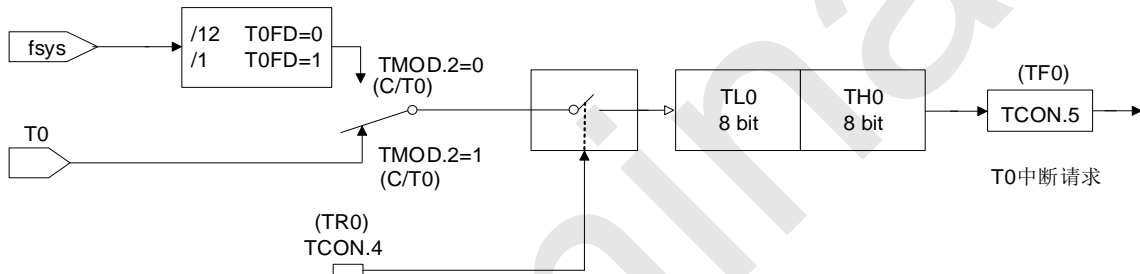 fsys
/12 T0FD=0
/1 T0FD=1
TMOD.2=0
(C/T0)
T0
TMOD.2=1
(C/T0)
(TR0)
TCON.4
TL0
8 bit
TH0
8 bit
(TF0)
TCON.5
T0中断请求